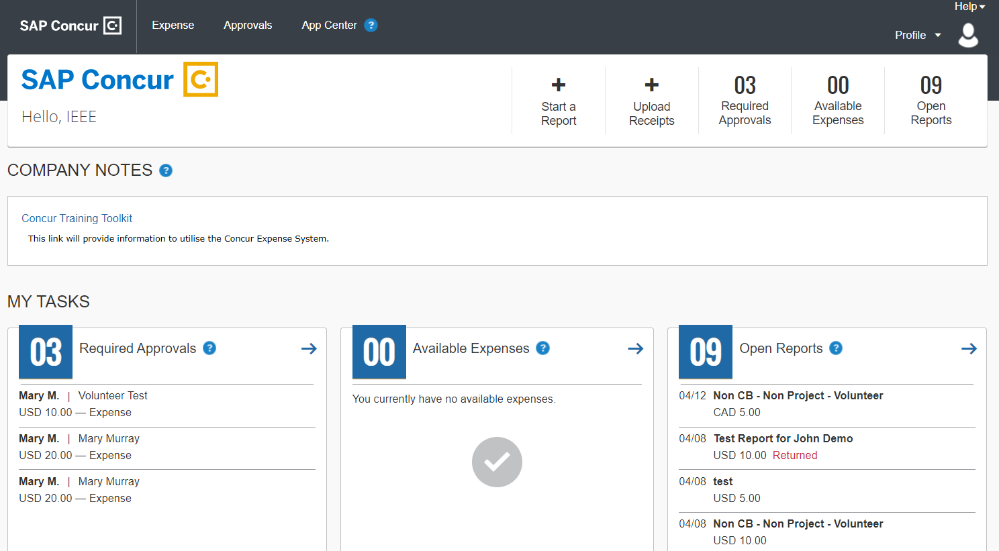 Help
SAP Concur
Expense
Approvals
App Center ?
Profile
SAP Concur
Hello, IEEE
+
Start a
Report
+
Upload
Receipts
03
Required
Approvals
00
Available
Expenses
09
Open
Reports
COMPANY NOTES ?
Concur Training Toolkit
This link will provide information to utilise the Concur Expense System.
MY TASKS
03 Required Approvals ?
Mary M. | Volunteer Test
USD 10.00 — Expense
Mary M. | Mary Murray
USD 20.00 — Expense
Mary M. | Mary Murray
USD 20.00 — Expense
00 Available Expenses ?
You currently have no available expenses.
09 Open Reports ?
04/12 Non CB - Non Project - Volunteer
CAD 5.00
04/08 Test Report for John Demo
USD 10.00 Returned
04/08 test
USD 5.00
04/08 Non CB - Non Project - Volunteer
USD 10.00